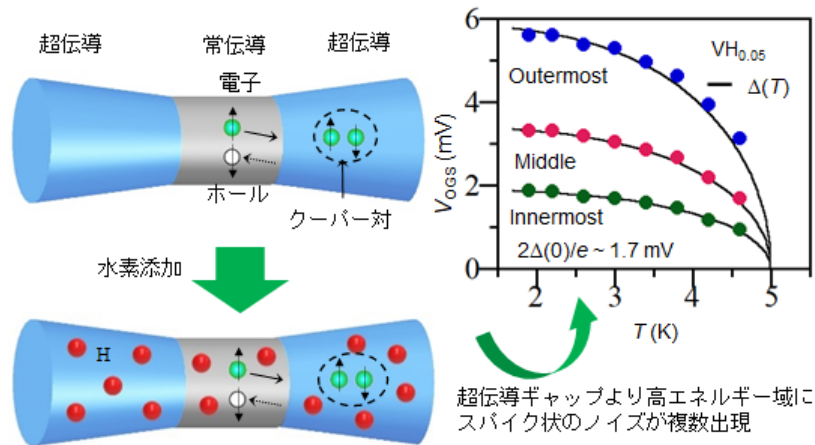 超伝導
常伝導
超伝導
電子
ホール
クーパー対
水素添加
H
6
4
2
0
V_OGS (mV)
VH_0.05
Δ(T)
Outermost
Middle
Innermost
2Δ(0)/e ~ 1.7 mV
2
3
4
5
T (K)
超伝導ギャップより高エネルギー域に
スパイク状のノイズが複数出現